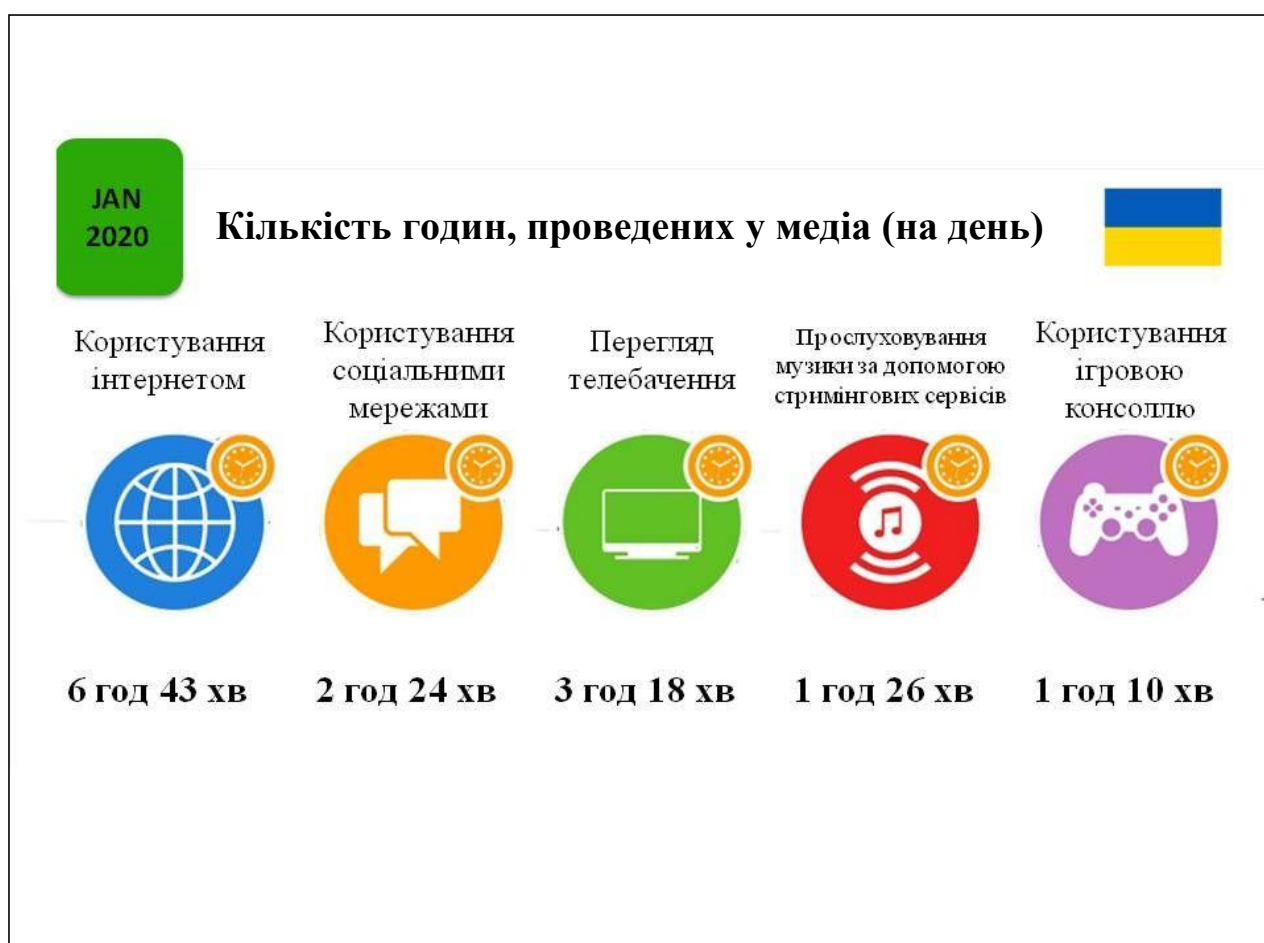 JAN
2020
Кількість годин, проведених у медіа (на день)
Користування
інтернетом
Користування
соціальними
мережами
Перегляд
телебачення
Прослуховування
музики за допомогою
стримінгових сервісів
Користування
ігровою
консоллю
6 год 43 хв
2 год 24 хв
3 год 18 хв
1 год 26 хв
1 год 10 хв